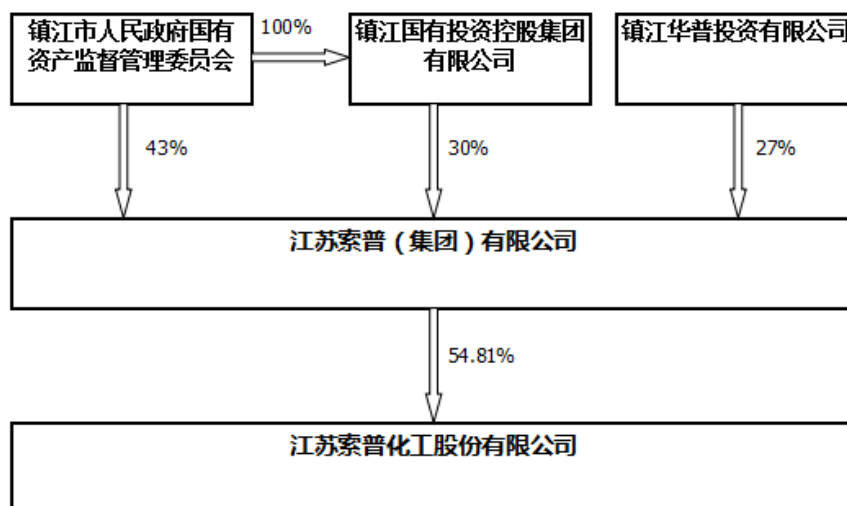 镇江市人民政府国有
资产监督管理委员会
100%
镇江国有投资控股集团
有限公司
镇江华普投资有限公司
43%
30%
27%
江苏索普（集团）有限公司
54.81%
江苏索普化工股份有限公司